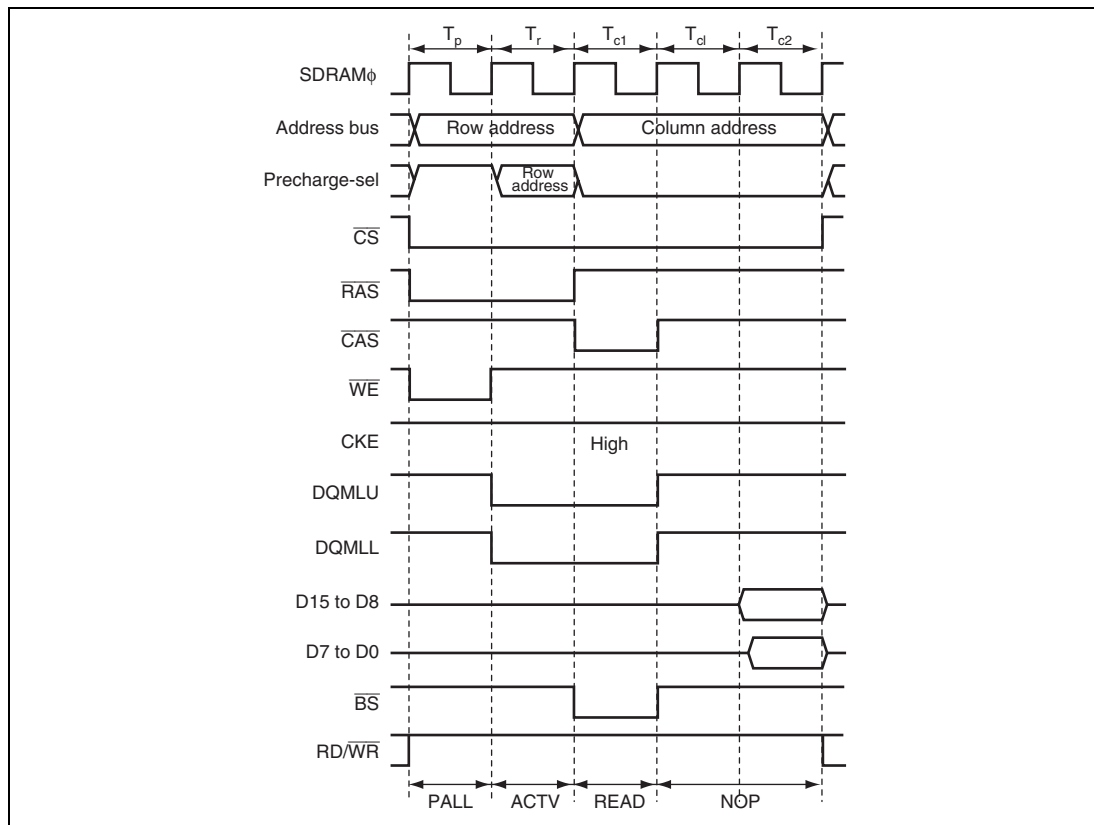 Tp Tr Tc1 Tcl Tc2
SDRAMϕ
Address bus Row address Column address
Precharge-sel Row address
CS
RAS
CAS
WE
CKE High
DQMLU
DQMLL
D15 to D8
D7 to D0
BS
RD/WR
PALL ACTV READ NOP